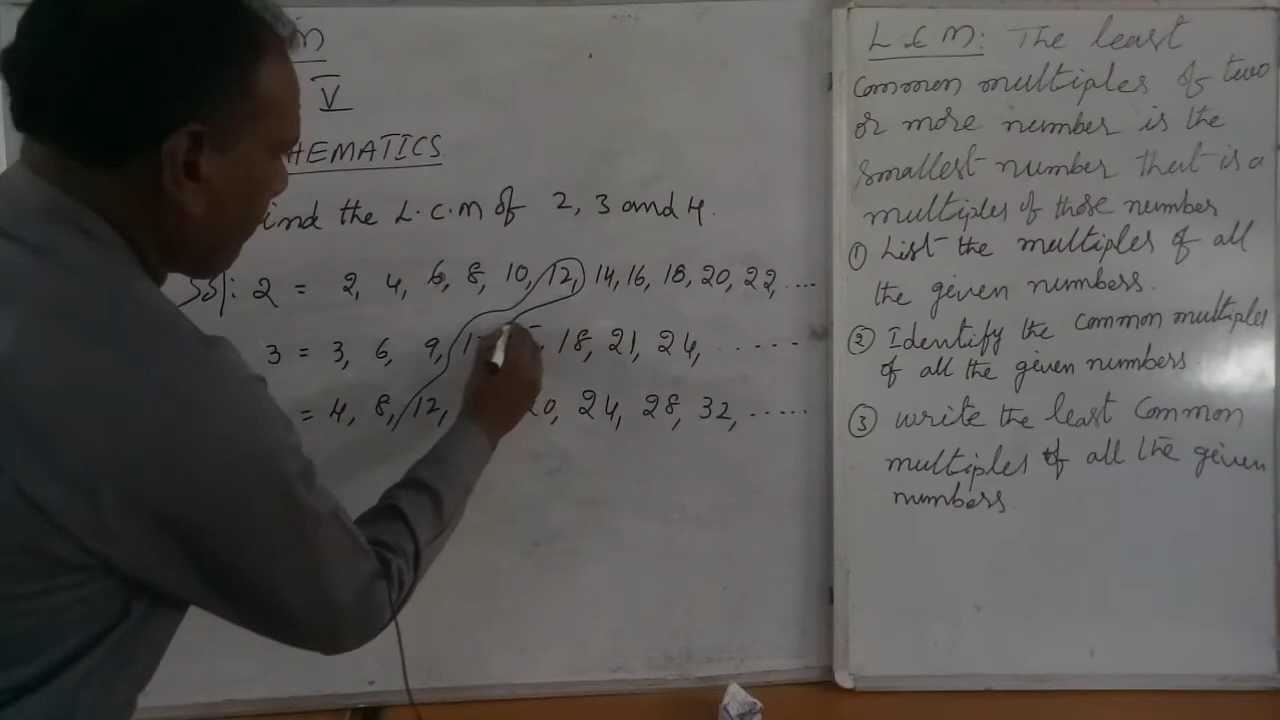 V
HEMATICS
ind the L.C.M of 2, 3 and 4.
Sol: 2 = 2, 4, 6, 8, 10, 12, 14, 16, 18, 20, 22, ....
3 = 3, 6, 9, 18, 21, 24, ......
= 4, 8, 12, 20, 24, 28, 32, ......
L.C.M: The least
common multiples of two
or more number is the
smallest number that is a
multiples of those number
① List the multiples of all
the given numbers.
② Identify the common multiples
of all the given numbers.
③ write the least common
multiples of all the given
numbers